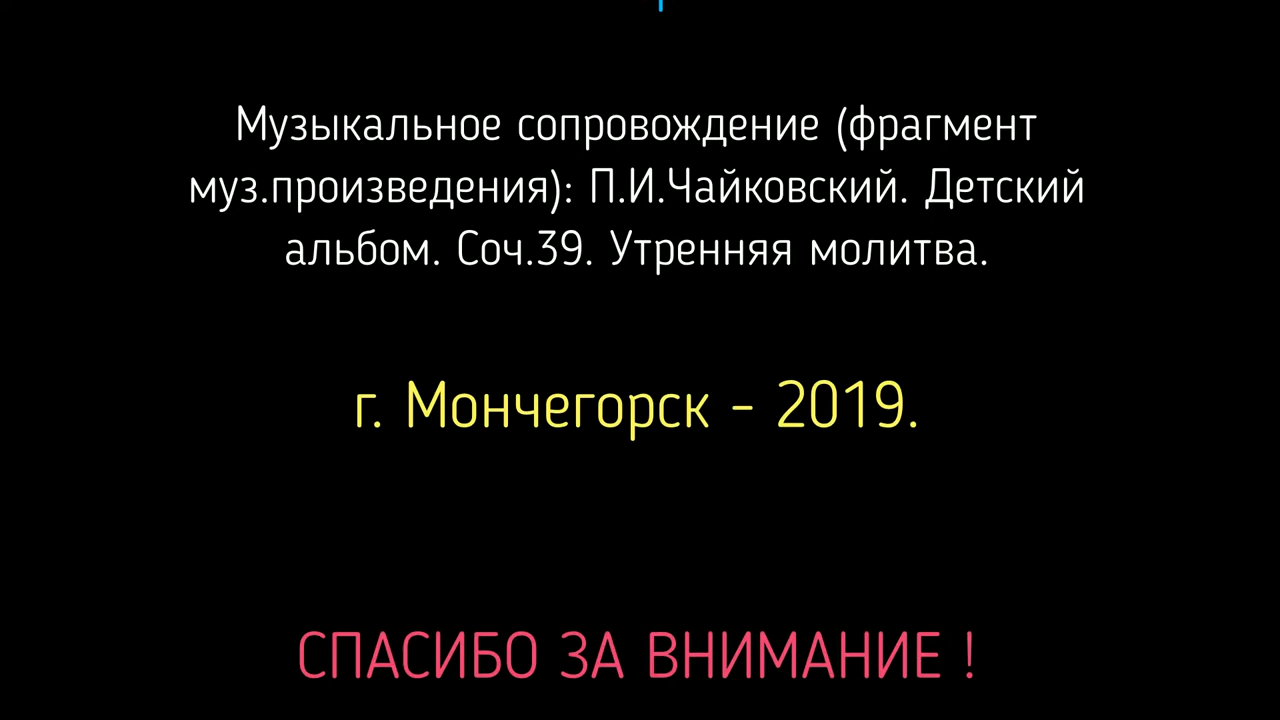 Музыкальное сопровождение (фрагмент
муз.произведения): П.И.Чайковский. Детский
альбом. Соч.39. Утренняя молитва.
г. Мончегорск - 2019.
СПАСИБО ЗА ВНИМАНИЕ !